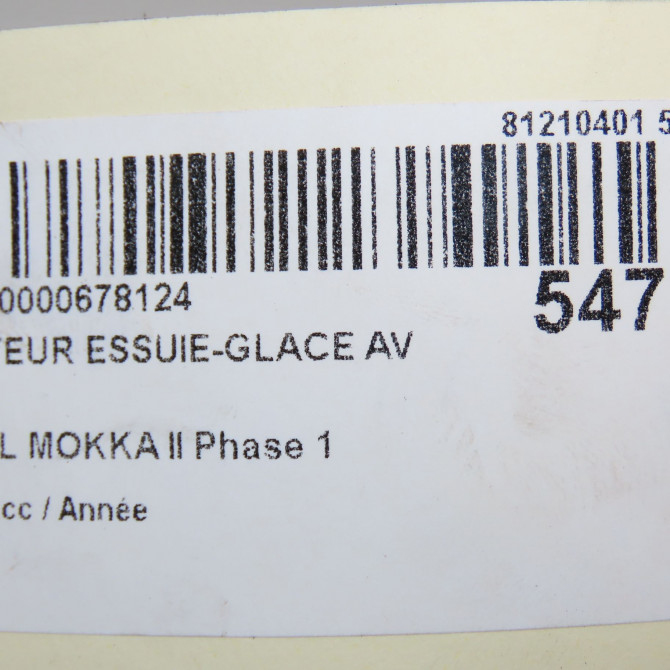 81210401 5
0000678124
547
TEUR ESSUIE-GLACE AV
L MOKKA II Phase 1
cc / Année